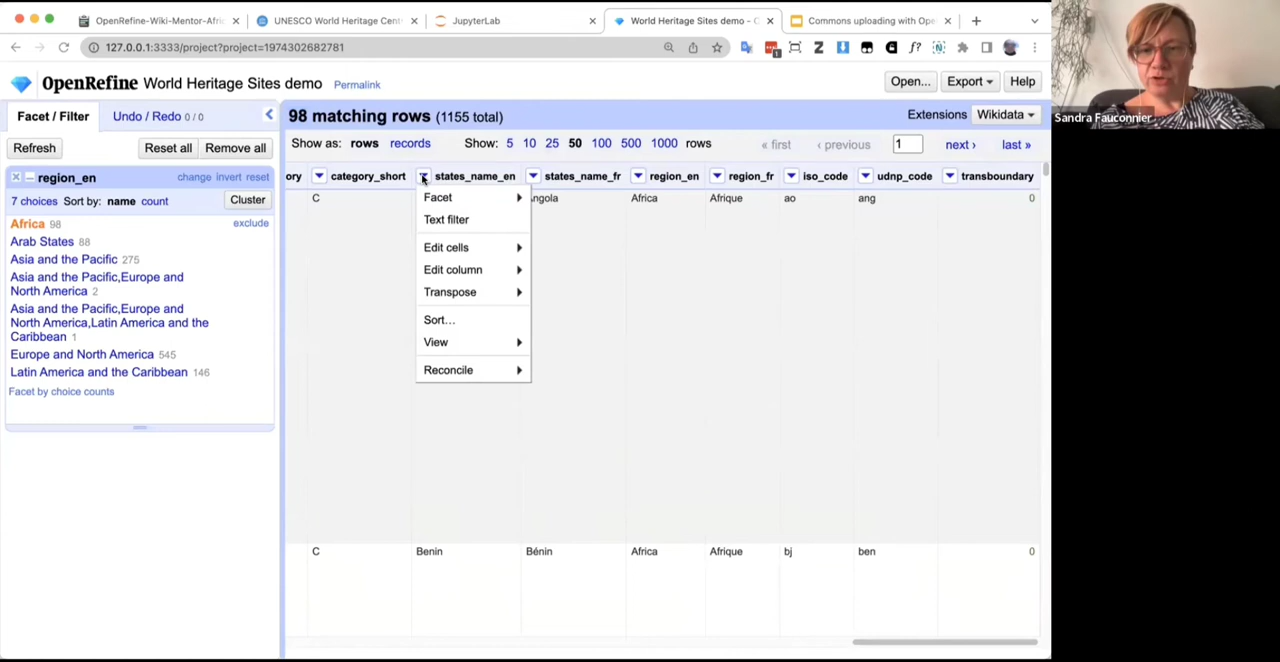 OpenRefine-Wiki-Mentor-Afric
UNESCO World Heritage Cent
JupyterLab
World Heritage Sites demo - O
Commons uploading with Ope
127.0.0.1:3333/project?project=1974302682781
OpenRefine World Heritage Sites demo Permalink
Open... Export Help
Facet / Filter Undo / Redo 0 / 0
98 matching rows (1155 total)
Extensions Wikidata
Refresh Reset all Remove all
Show as: rows records Show: 5 10 25 50 100 500 1000 rows
« first ‹ previous 1 next › last »
region_en change invert reset
7 choices Sort by: name count Cluster
Africa 98 exclude
Arab States 88
Asia and the Pacific 275
Asia and the Pacific,Europe and
North America 2
Asia and the Pacific,Europe and
North America,Latin America and the
Caribbean 1
Europe and North America 545
Latin America and the Caribbean 146
Facet by choice counts
ory category_short states_name_en states_name_fr region_en region_fr iso_code udnp_code transboundary
C ngola Africa Afrique ao ang 0
Facet
Text filter
Edit cells
Edit column
Transpose
Sort...
View
Reconcile
C Benin Bénin Africa Afrique bj ben 0
Sandra Fauconnier